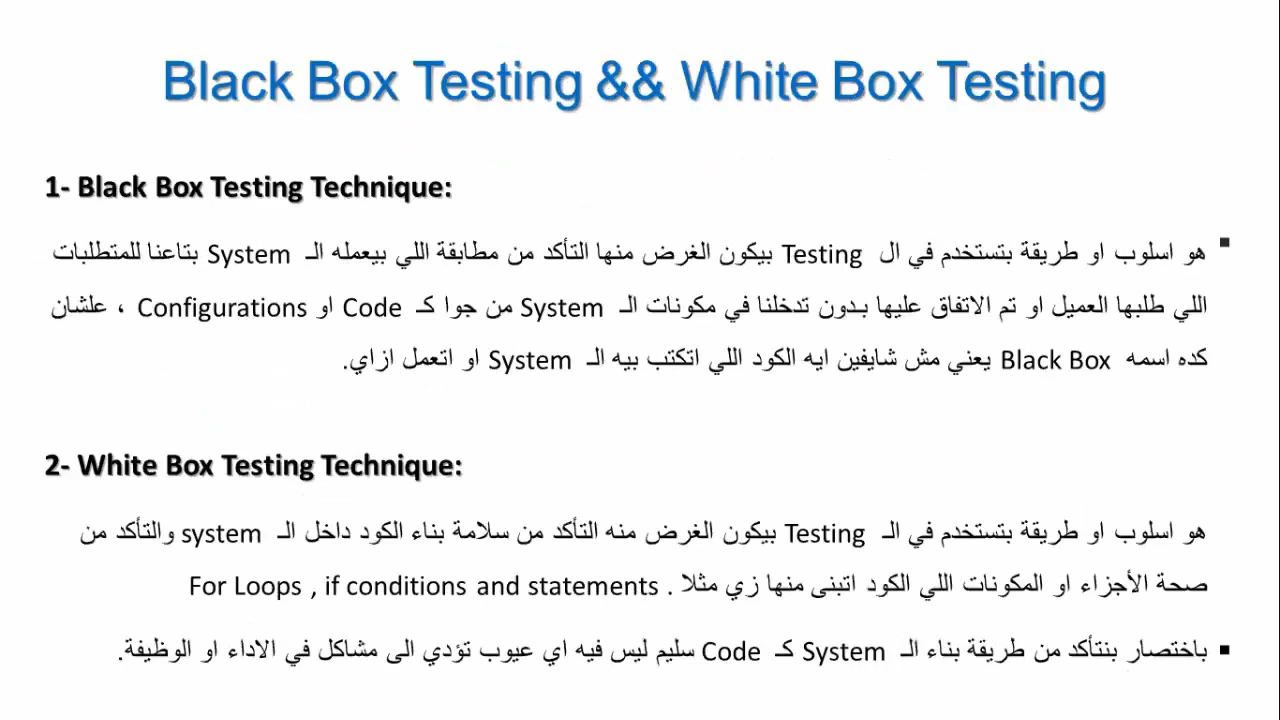 Black Box Testing && White Box Testing
1- Black Box Testing Technique:
▪ هو اسلوب او طريقة بتستخدم في ال Testing بيكون الغرض منها التأكد من مطابقة اللي بيعمله الـ System بتاعنا للمتطلبات
اللي طلبها العميل او تم الاتفاق عليها بـدون تدخلنا في مكونات الـ System من جوا كـ Code او Configurations ، علشان
كده اسمه Black Box يعني مش شايفين ايه الكود اللي اتكتب بيه الـ System او اتعمل ازاي.
2- White Box Testing Technique:
هو اسلوب او طريقة بتستخدم في الـ Testing بيكون الغرض منه التأكد من سلامة بناء الكود داخل الـ system والتأكد من
صحة الأجزاء او المكونات اللي الكود اتبنى منها زي مثلا . For Loops , if conditions and statements
▪ باختصار بنتأكد من طريقة بناء الـ System كـ Code سليم ليس فيه اي عيوب تؤدي الى مشاكل في الاداء او الوظيفة.